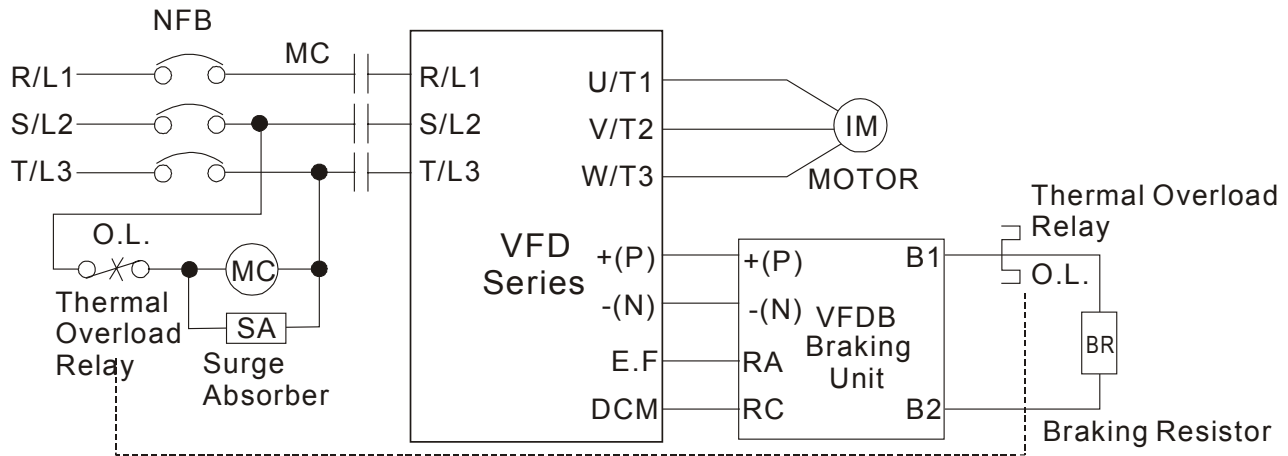 NFB
MC
R/L1
S/L2
T/L3
R/L1
S/L2
T/L3
U/T1
V/T2
W/T3
IM
MOTOR
O.L.
MC
SA
Thermal
Overload
Relay
Surge
Absorber
VFD
Series
+(P)
-(N)
E.F
DCM
+(P)
-(N)
RA
RC
VFDB
Braking
Unit
B1
B2
Thermal Overload
Relay
O.L.
BR
Braking Resistor